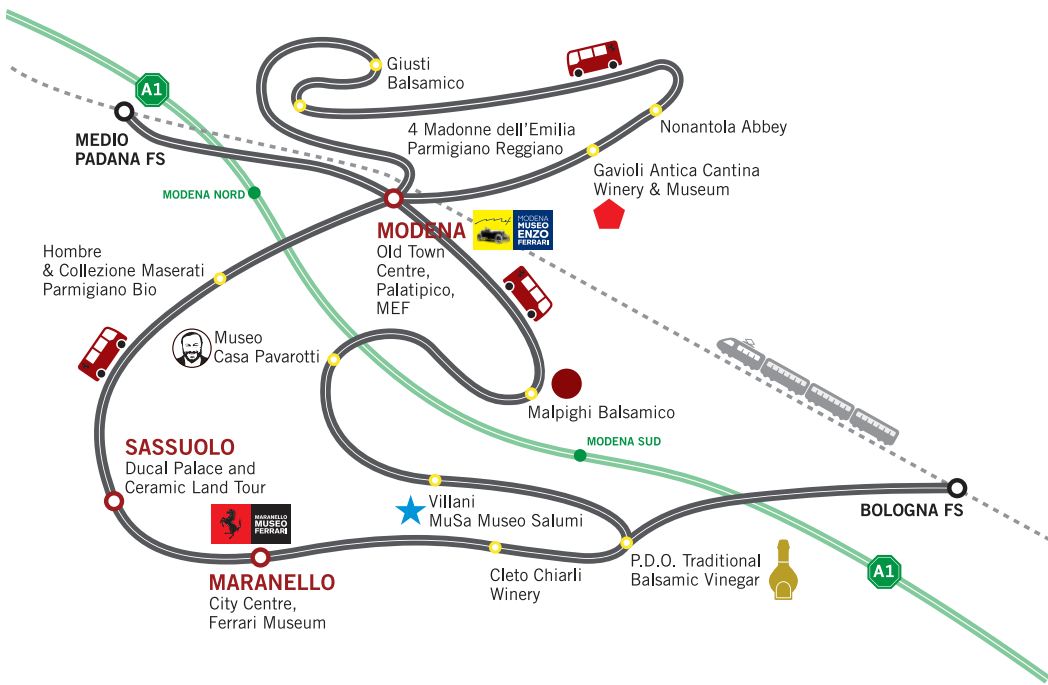 Giusti
Balsamico
A1
MEDIO
PADANA FS
4 Madonne dell'Emilia
Parmigiano Reggiano
Nonantola Abbey
Gavioli Antica Cantina
Winery & Museum
MODENA NORD
MODENA
Old Town
Centre,
Palatipico,
MEF
MODENA
MUSEO
ENZO
FERRARI
Hombre
& Collezione Maserati
Parmigiano Bio
Museo
Casa Pavarotti
Malpighi Balsamico
MODENA SUD
SASSUOLO
Ducal Palace and
Ceramic Land Tour
MARANELLO
MUSEO
FERRARI
Villani
MuSa Museo Salumi
BOLOGNA FS
MARANELLO
City Centre,
Ferrari Museum
Cleto Chiarli
Winery
P.D.O. Traditional
Balsamic Vinegar
A1